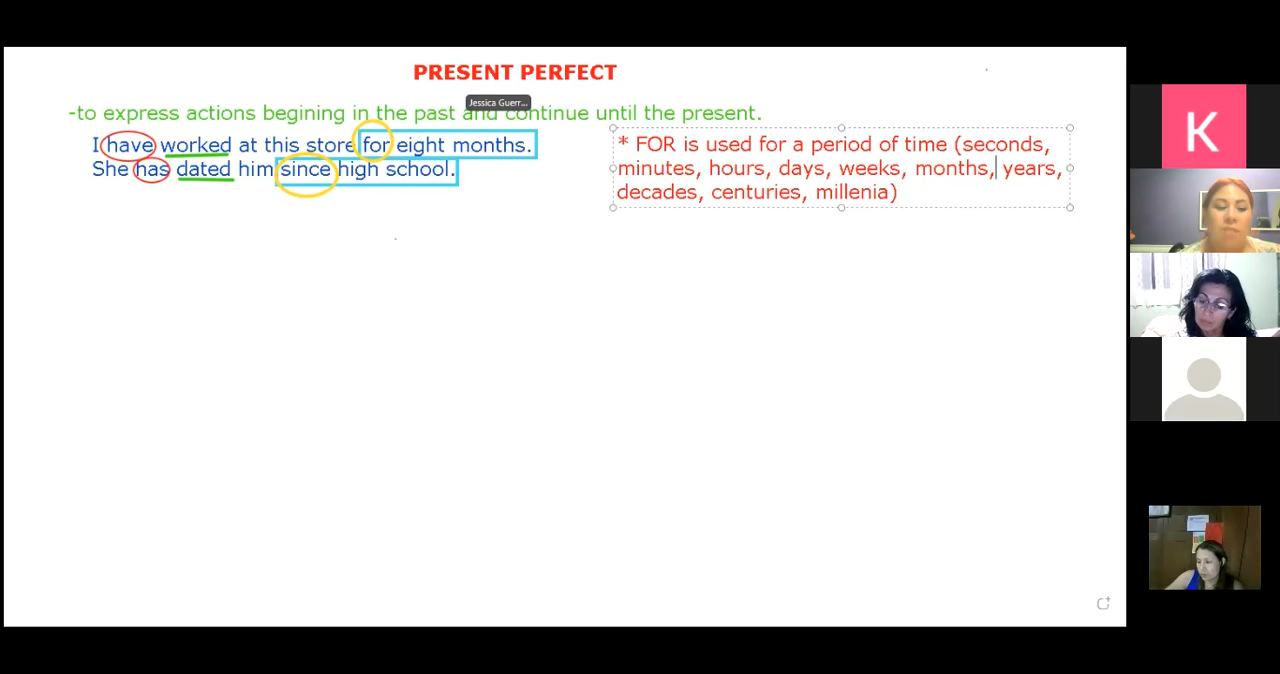 PRESENT PERFECT
Jessica Guerr...
-to express actions begining in the past and continue until the present.
I have worked at this store for eight months.
She has dated him since high school.
* FOR is used for a period of time (seconds,
minutes, hours, days, weeks, months, years,
decades, centuries, millenia)
K